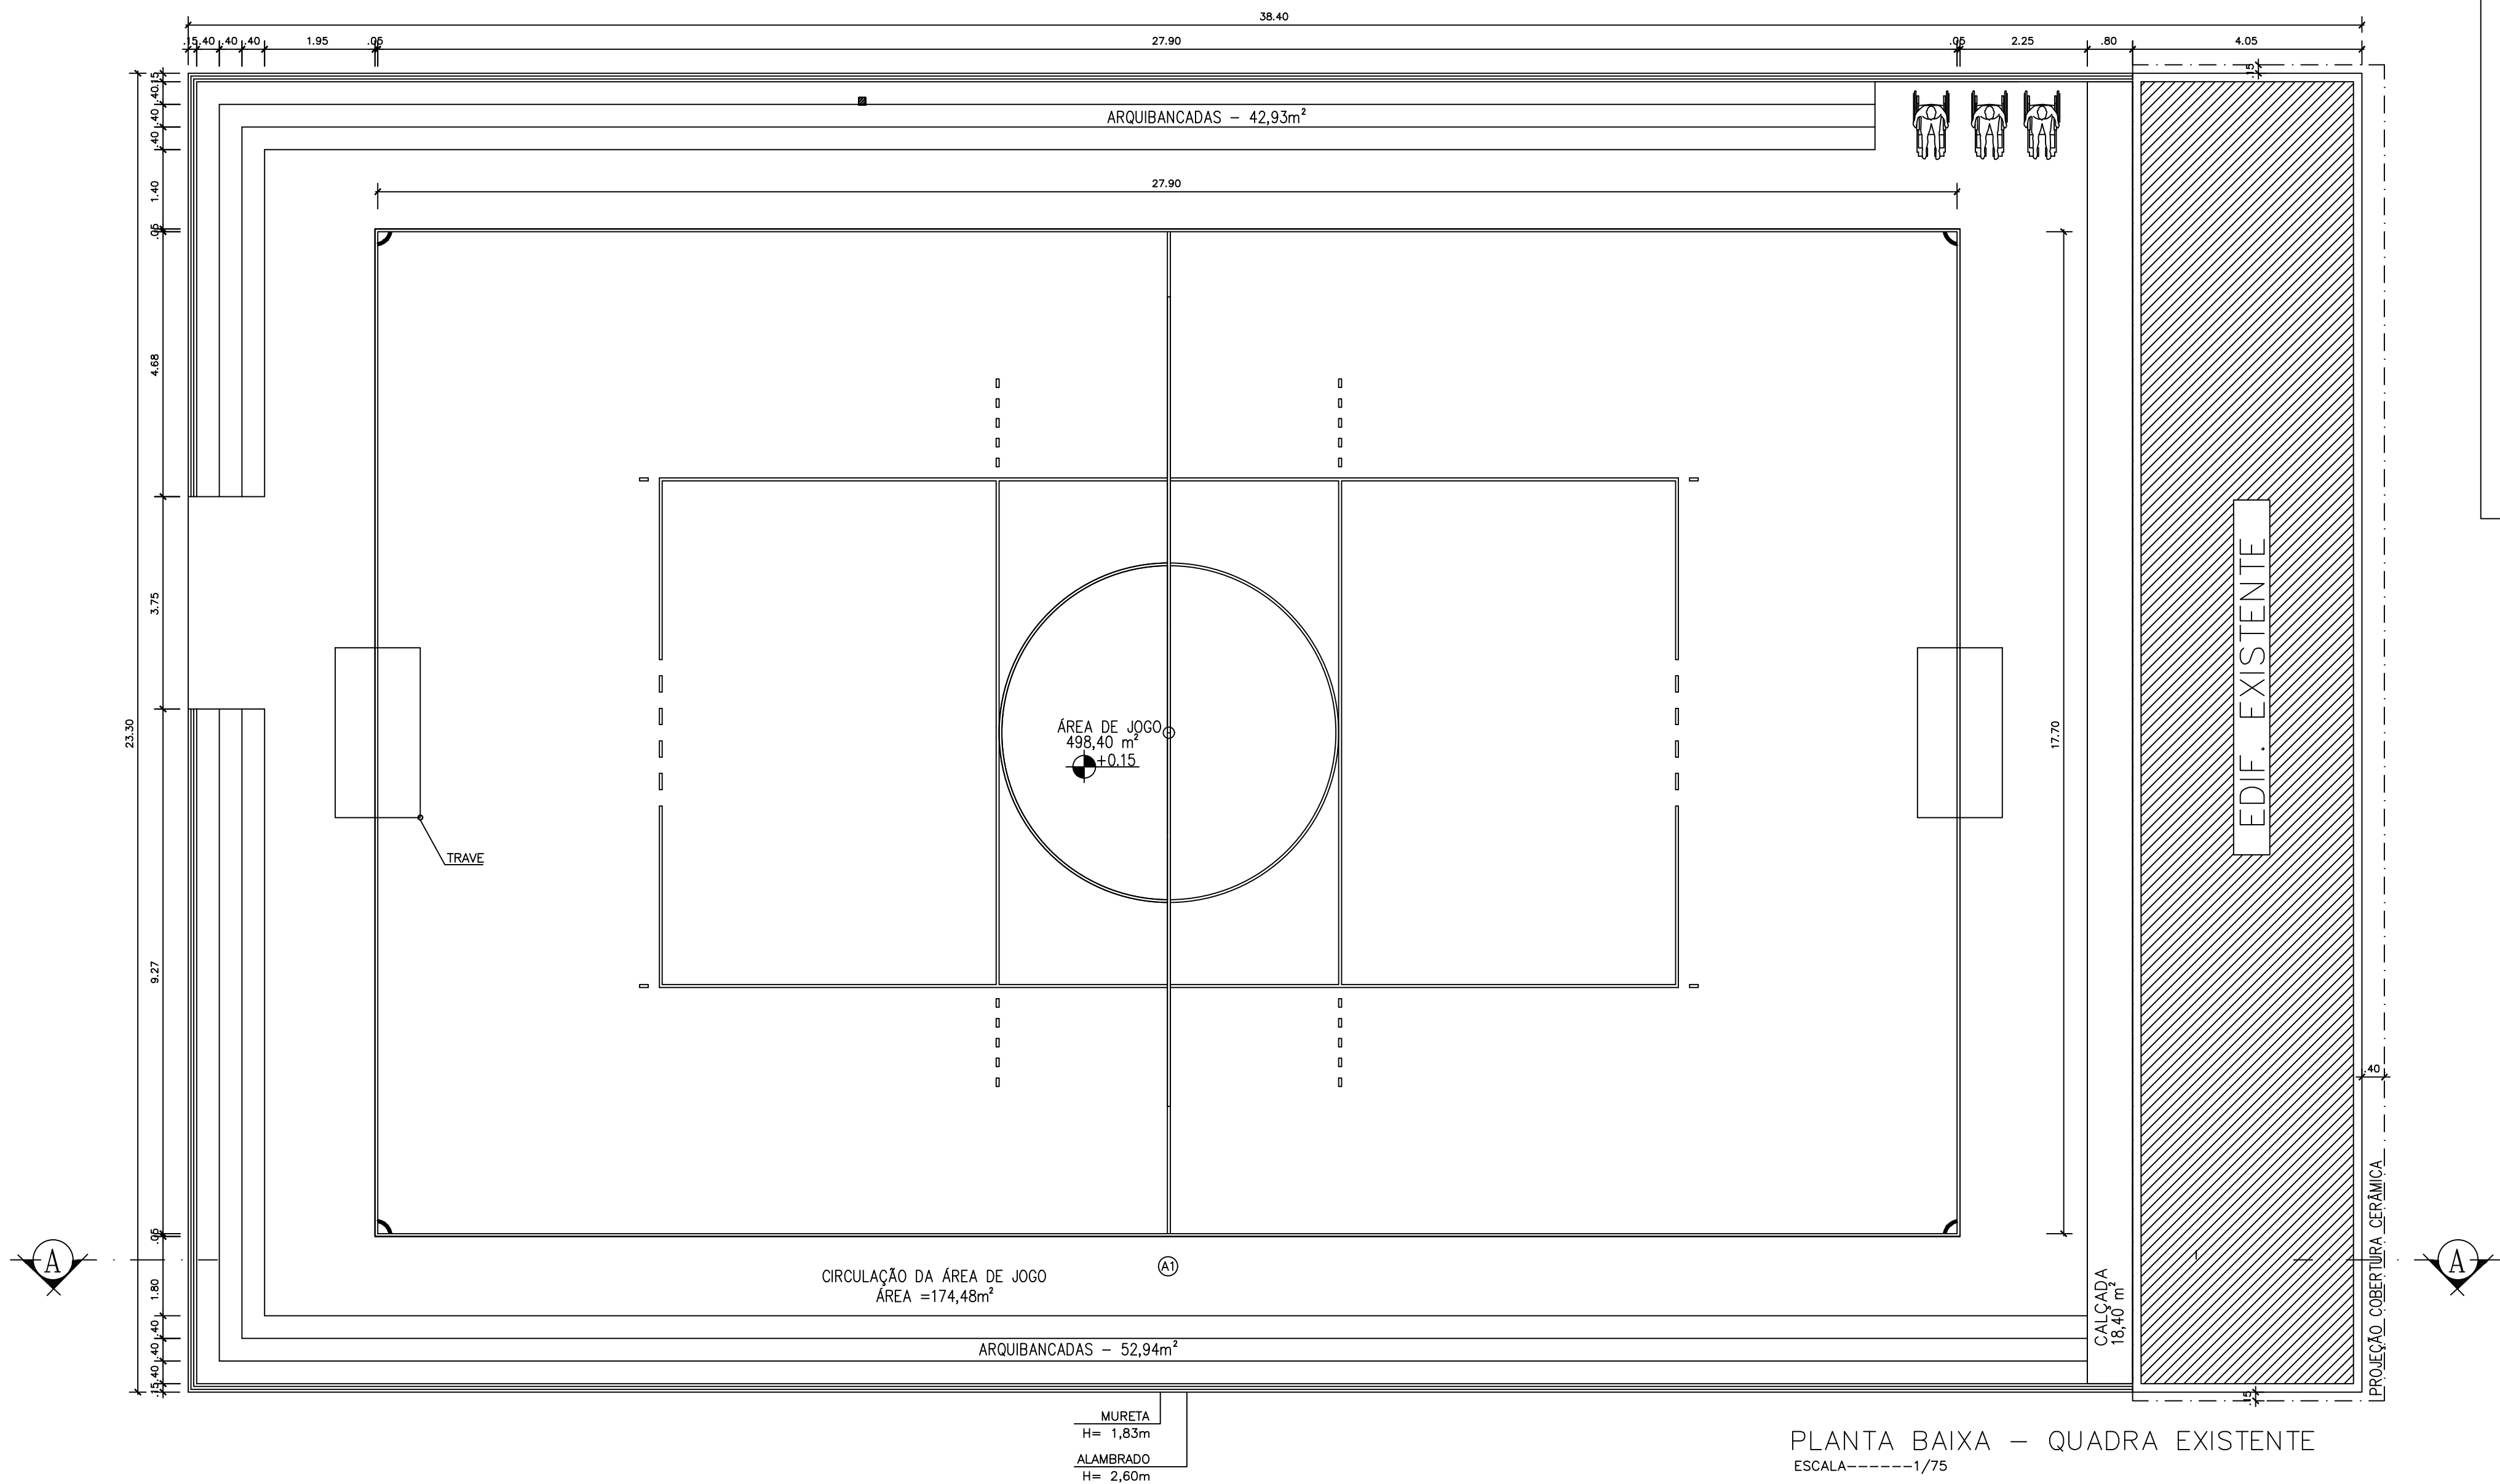 38.40
.15 .40 .40 .40 1.95 .05 27.90 .05 2.25 .80 4.05
.15
.15
.40
.40
.40
1.40
.05
4.68
3.75
23.30
9.27
.05
1.80
.40
.40
.40
.15
ARQUIBANCADAS - 42,93m²
27.90
17.70
EDIF. EXISTENTE
ÁREA DE JOGO
498,40 m²
+0.15
TRAVE
.40
PROJEÇÃO COBERTURA CERÂMICA
A
A
A1
CIRCULAÇÃO DA ÁREA DE JOGO
ÁREA =174,48m²
CALÇADA
18,40 m²
ARQUIBANCADAS - 52,94m²
.15
MURETA
H= 1,83m
ALAMBRADO
H= 2,60m
PLANTA BAIXA - QUADRA EXISTENTE
ESCALA------1/75